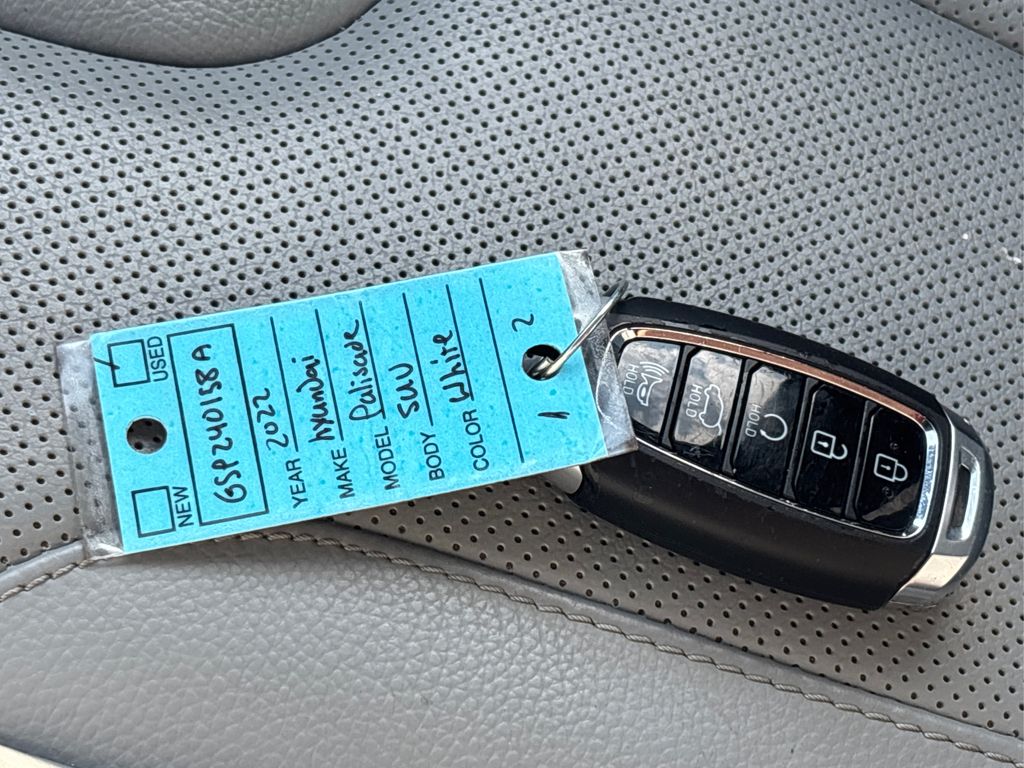 USED
NEW
GSP240158A
YEAR 2022
MAKE hyundai
MODEL Palisade
BODY SUV
COLOR White
1 2
HOLD
HOLD
HOLD